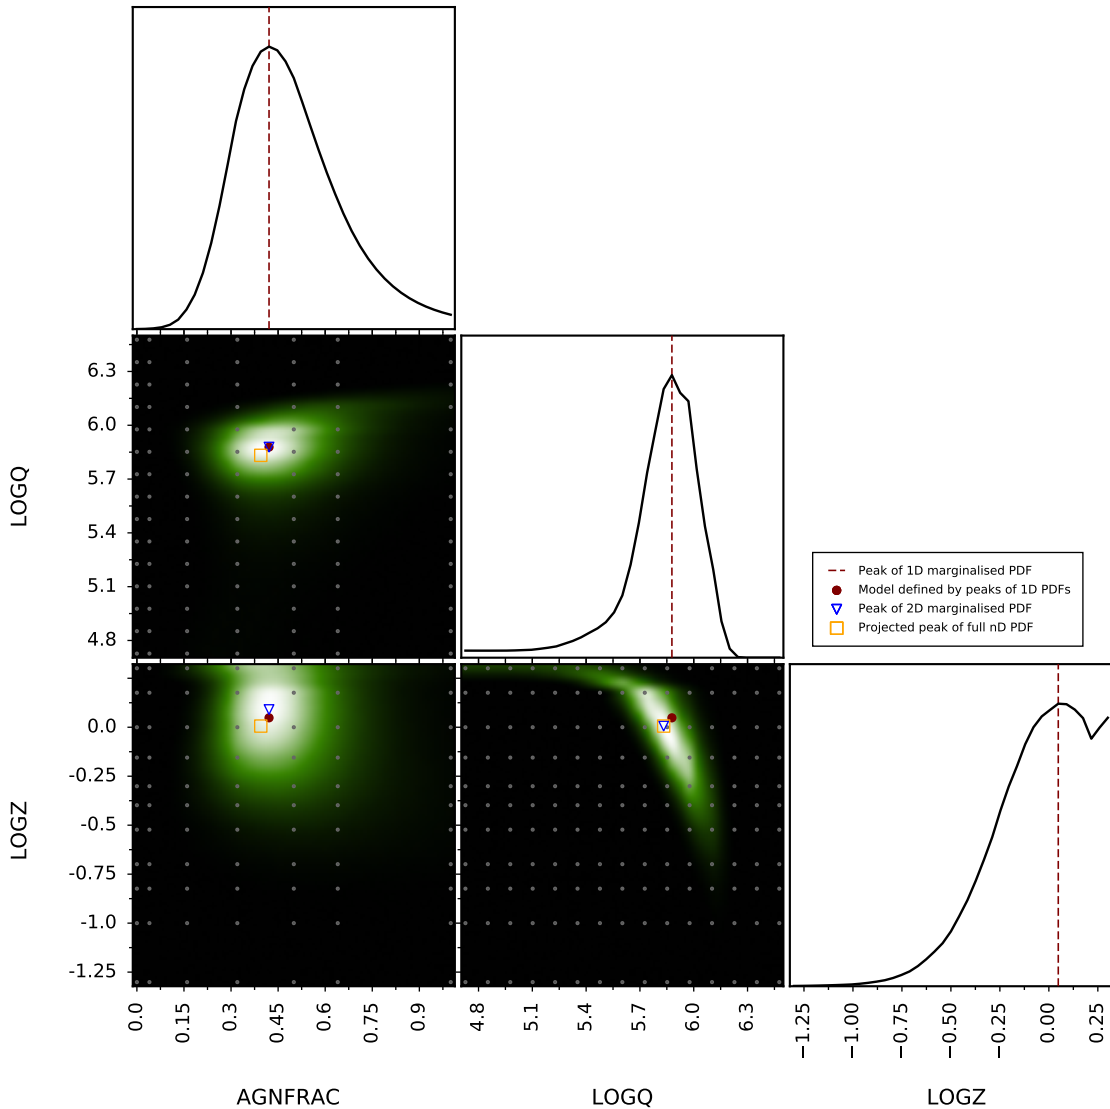 6.3
6.0
5.7
5.4
5.1
4.8
LOGQ
Peak of 1D marginalised PDF
Model defined by peaks of 1D PDFs
Peak of 2D marginalised PDF
Projected peak of full nD PDF
0.0
-0.25
-0.5
-0.75
-1.0
-1.25
LOGZ
0.0 0.15 0.3 0.45 0.6 0.75 0.9
4.8 5.1 5.4 5.7 6.0 6.3
−1.25 −1.00 −0.75 −0.50 −0.25 0.00 0.25
AGNFRAC LOGQ LOGZ